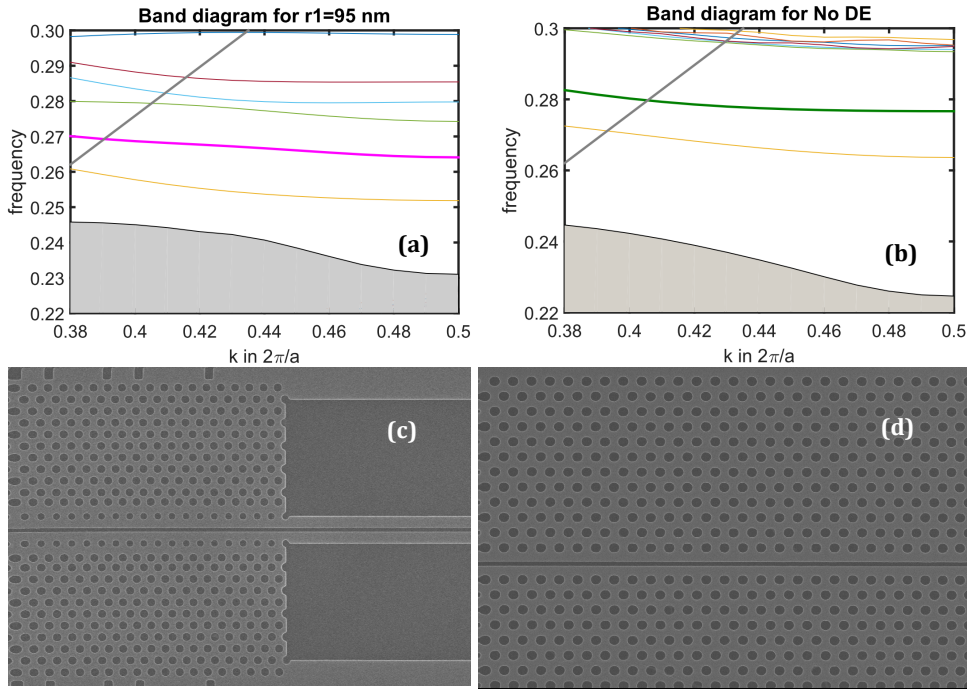 Band diagram for r1=95 nm
0.30
0.29
0.28
0.27
0.26
0.25
0.24
0.23
0.22
frequency
(a)
0.38 0.4 0.42 0.44 0.46 0.48 0.5
k in 2π/a
Band diagram for No DE
0.3
0.28
0.26
0.24
0.22
frequency
(b)
0.38 0.4 0.42 0.44 0.46 0.48 0.5
k in 2π/a
(c)
(d)